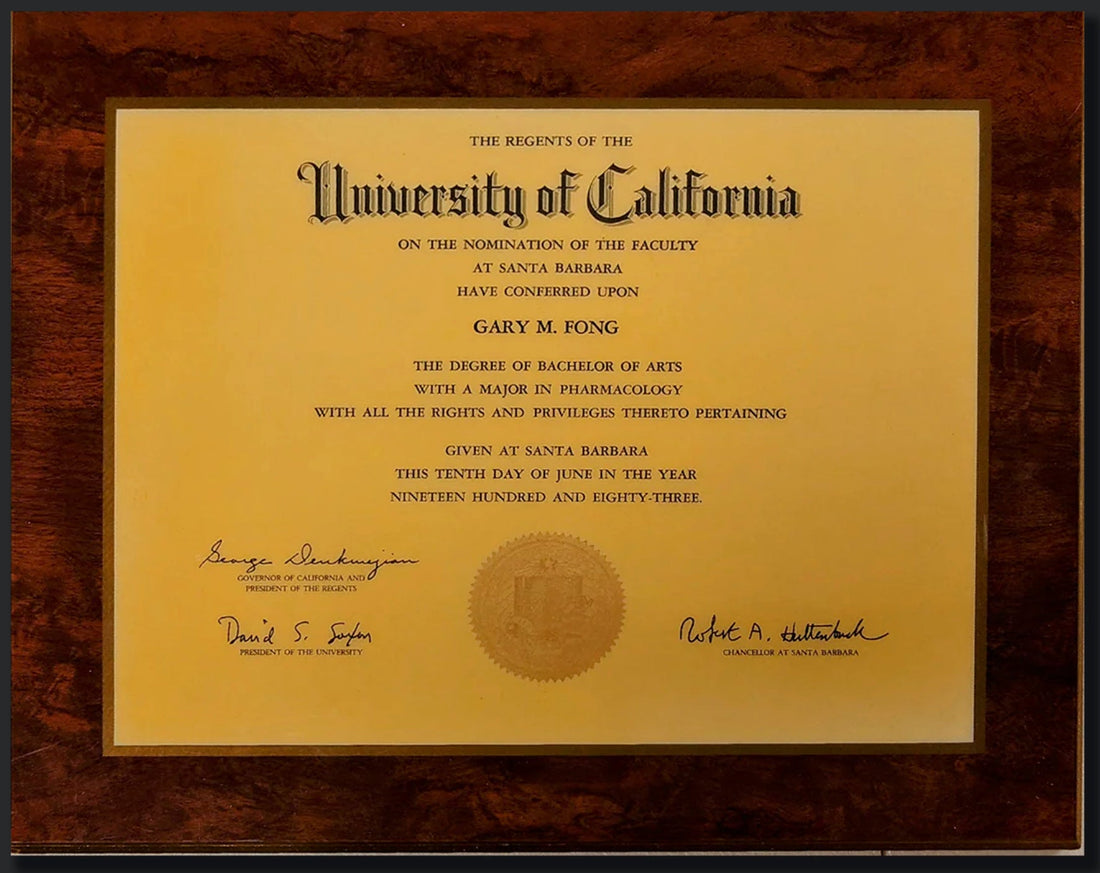 THE REGENTS OF THE
University of California
ON THE NOMINATION OF THE FACULTY
AT SANTA BARBARA
HAVE CONFERRED UPON
GARY M. FONG
THE DEGREE OF BACHELOR OF ARTS
WITH A MAJOR IN PHARMACOLOGY
WITH ALL THE RIGHTS AND PRIVILEGES THERETO PERTAINING
GIVEN AT SANTA BARBARA
THIS TENTH DAY OF JUNE IN THE YEAR
NINETEEN HUNDRED AND EIGHTY-THREE.
George Deukmejian
GOVERNOR OF CALIFORNIA AND
PRESIDENT OF THE REGENTS
David S. Saxon
PRESIDENT OF THE UNIVERSITY
Robert A. Huttenback
CHANCELLOR AT SANTA BARBARA